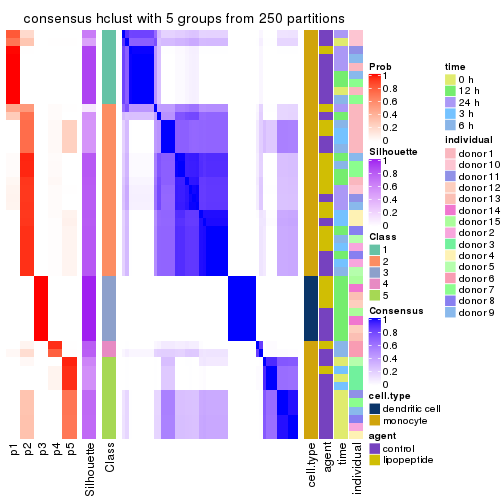 consensus hclust with 5 groups from 250 partitions
Prob
1
0.8
0.6
0.4
0.2
0
Silhouette
1
0.8
0.6
0.4
0.2
0
Class
1
2
3
4
5
Consensus
1
0.8
0.6
0.4
0.2
0
cell.type
dendritic cell
monocyte
agent
control
lipopeptide
time
0 h
12 h
24 h
3 h
6 h
individual
donor 1
donor 10
donor 11
donor 12
donor 13
donor 14
donor 15
donor 2
donor 3
donor 4
donor 5
donor 6
donor 7
donor 8
donor 9
p1
p2
p3
p4
p5
Silhouette
Class
cell.type
agent
time
individual